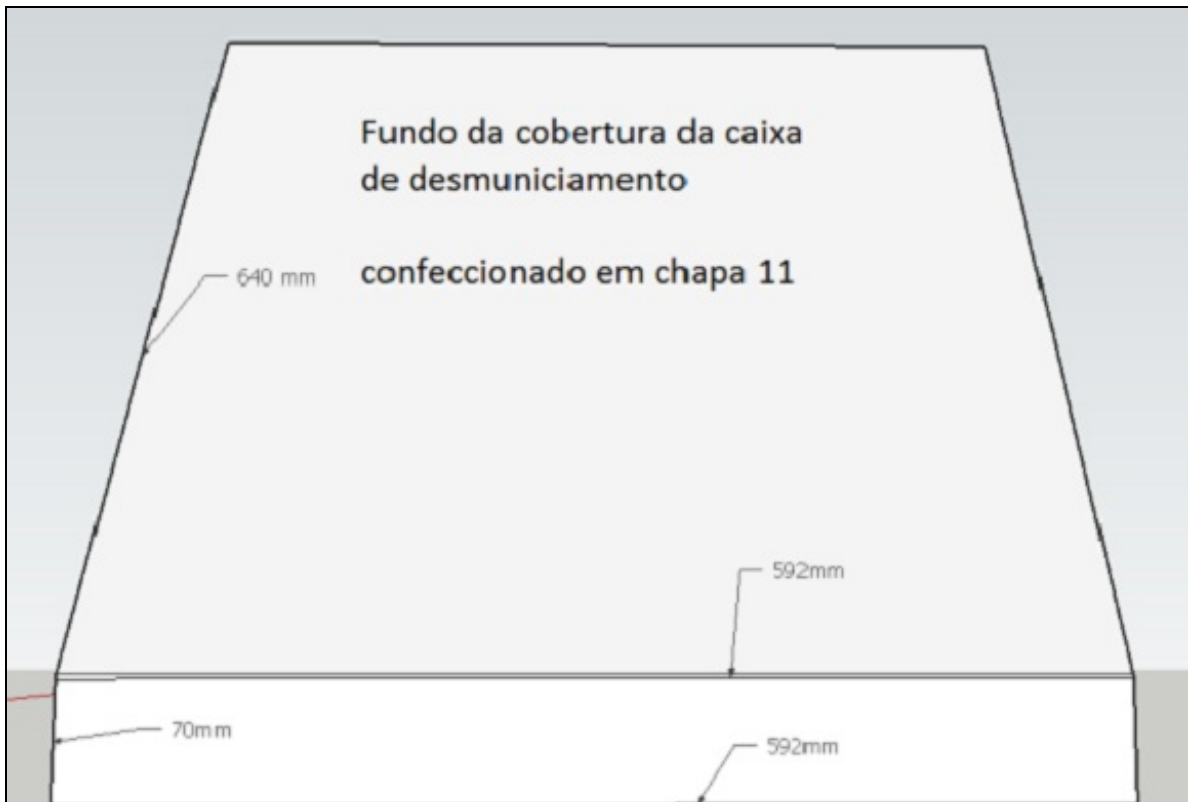 Fundo da cobertura da caixa
de desmuniciamento
confeccionado em chapa 11
640 mm
592mm
70mm
592mm